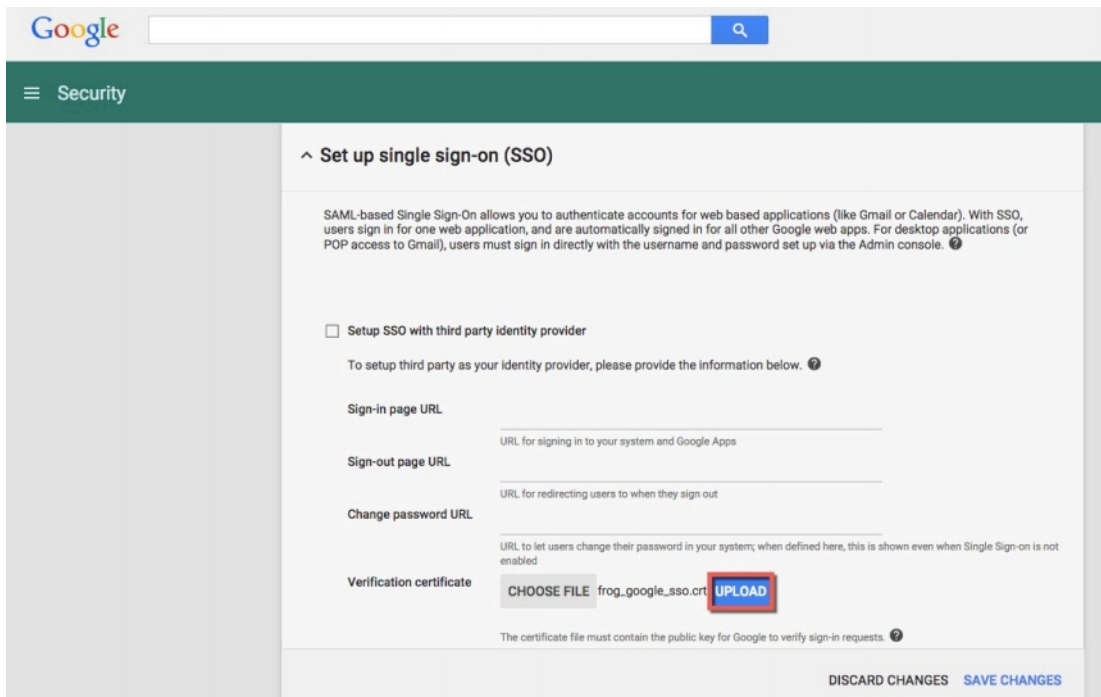 Google
Security
Set up single sign-on (SSO)
SAML-based Single Sign-On allows you to authenticate accounts for web based applications (like Gmail or Calendar). With SSO,
users sign in for one web application, and are automatically signed in for all other Google web apps. For desktop applications (or
POP access to Gmail), users must sign in directly with the username and password set up via the Admin console.
Setup SSO with third party identity provider
To setup third party as your identity provider, please provide the information below.
Sign-in page URL
URL for signing in to your system and Google Apps
Sign-out page URL
URL for redirecting users to when they sign out
Change password URL
URL to let users change their password in your system; when defined here, this is shown even when Single Sign-on is not
enabled
Verification certificate
CHOOSE FILE frog_google_sso.crt UPLOAD
The certificate file must contain the public key for Google to verify sign-in requests.
DISCARD CHANGES SAVE CHANGES